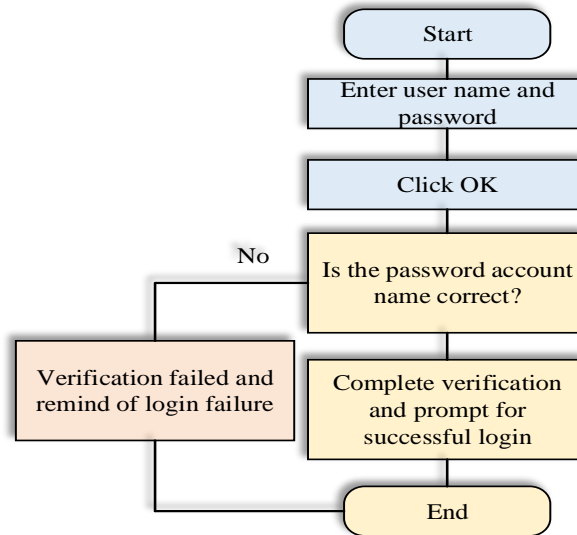 Start
Enter user name and
password
Click OK
No
Is the password account
name correct?
Verification failed and
remind of login failure
Complete verification
and prompt for
successful login
End